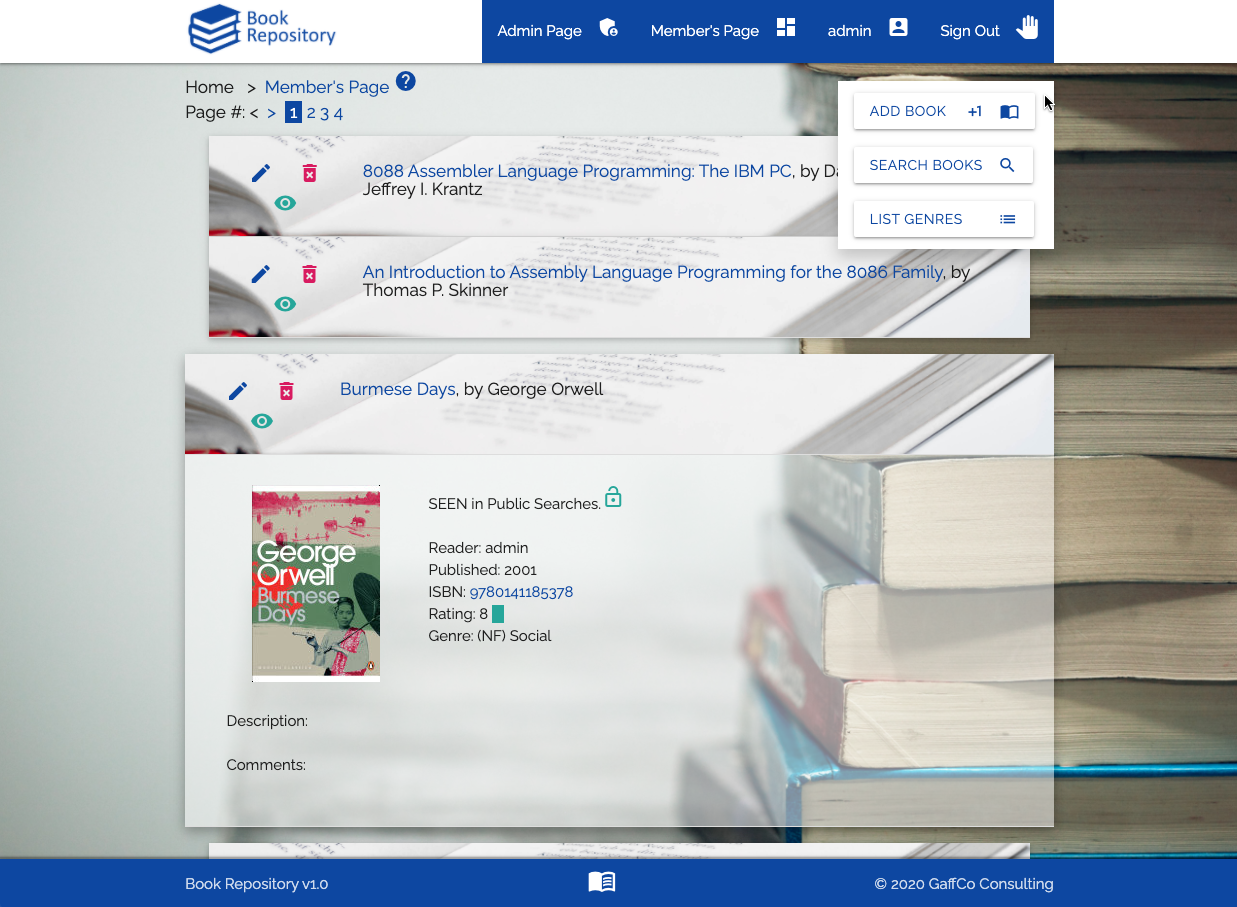 Book
Repository
Admin Page
Member's Page
admin
Sign Out
Home > Member's Page
Page #: < > 1 2 3 4
ADD BOOK +1
SEARCH BOOKS
LIST GENRES
8088 Assembler Language Programming: The IBM PC, by
Jeffrey I. Krantz
An Introduction to Assembly Language Programming for the 8086 Family, by
Thomas P. Skinner
Burmese Days, by George Orwell
SEEN in Public Searches.
George
Orwell
Burmese
Days
Reader: admin
Published: 2001
ISBN: 9780141185378
Rating: 8
Genre: (NF) Social
Description:
Comments:
Book Repository v1.0
© 2020 GaffCo Consulting